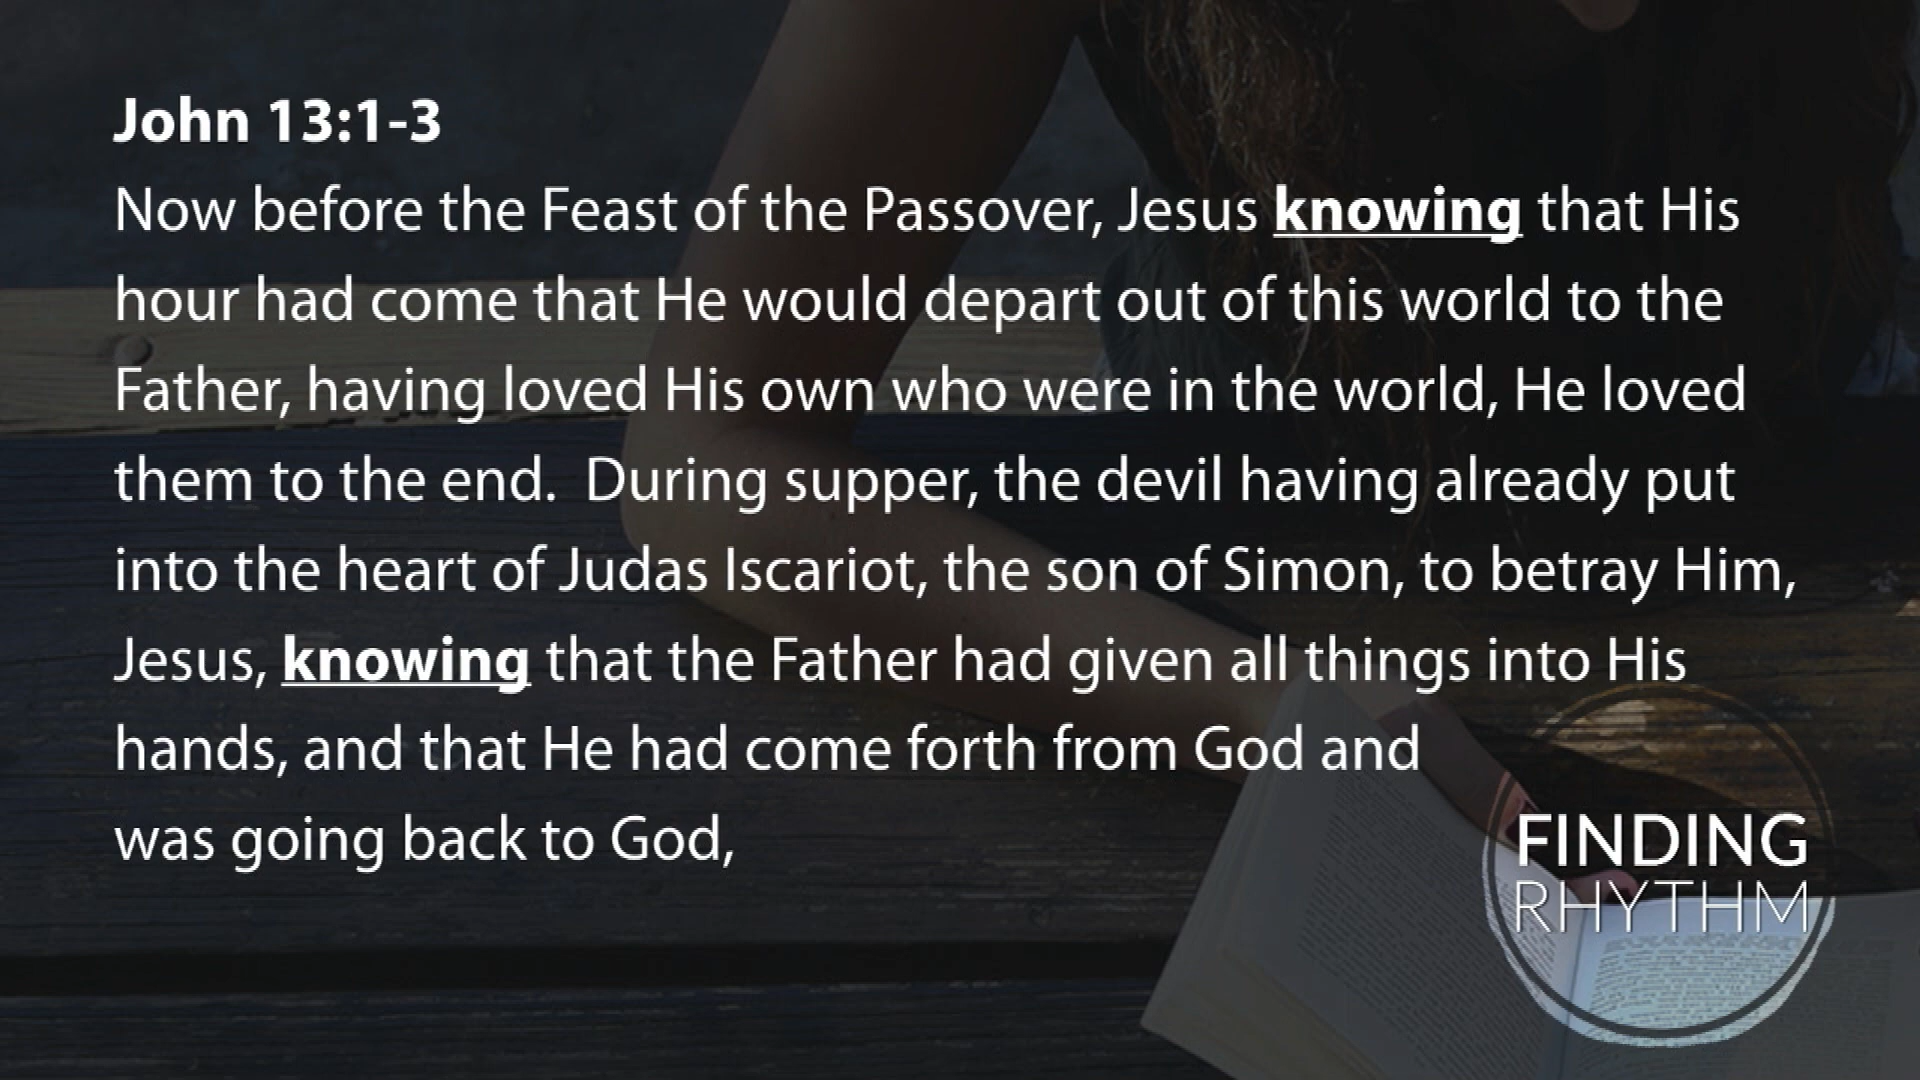 John 13:1-3
Now before the Feast of the Passover, Jesus knowing that His
hour had come that He would depart out of this world to the
Father, having loved His own who were in the world, He loved
them to the end.  During supper, the devil having already put
into the heart of Judas Iscariot, the son of Simon, to betray Him,
Jesus, knowing that the Father had given all things into His
hands, and that He had come forth from God and
was going back to God,
FINDING
RHYTHM